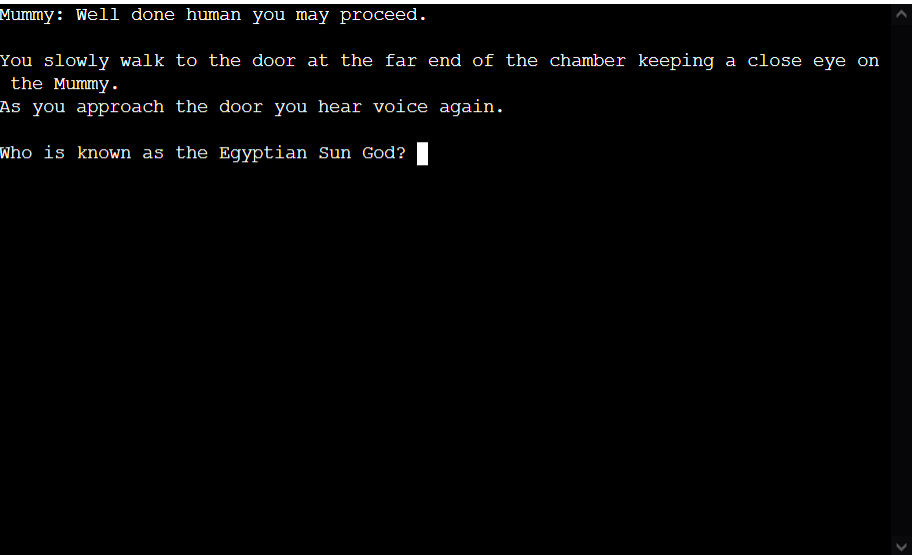 Mummy: Well done human you may proceed.
You slowly walk to the door at the far end of the chamber keeping a close eye on
the Mummy.
As you approach the door you hear voice again.
Who is known as the Egyptian Sun God?